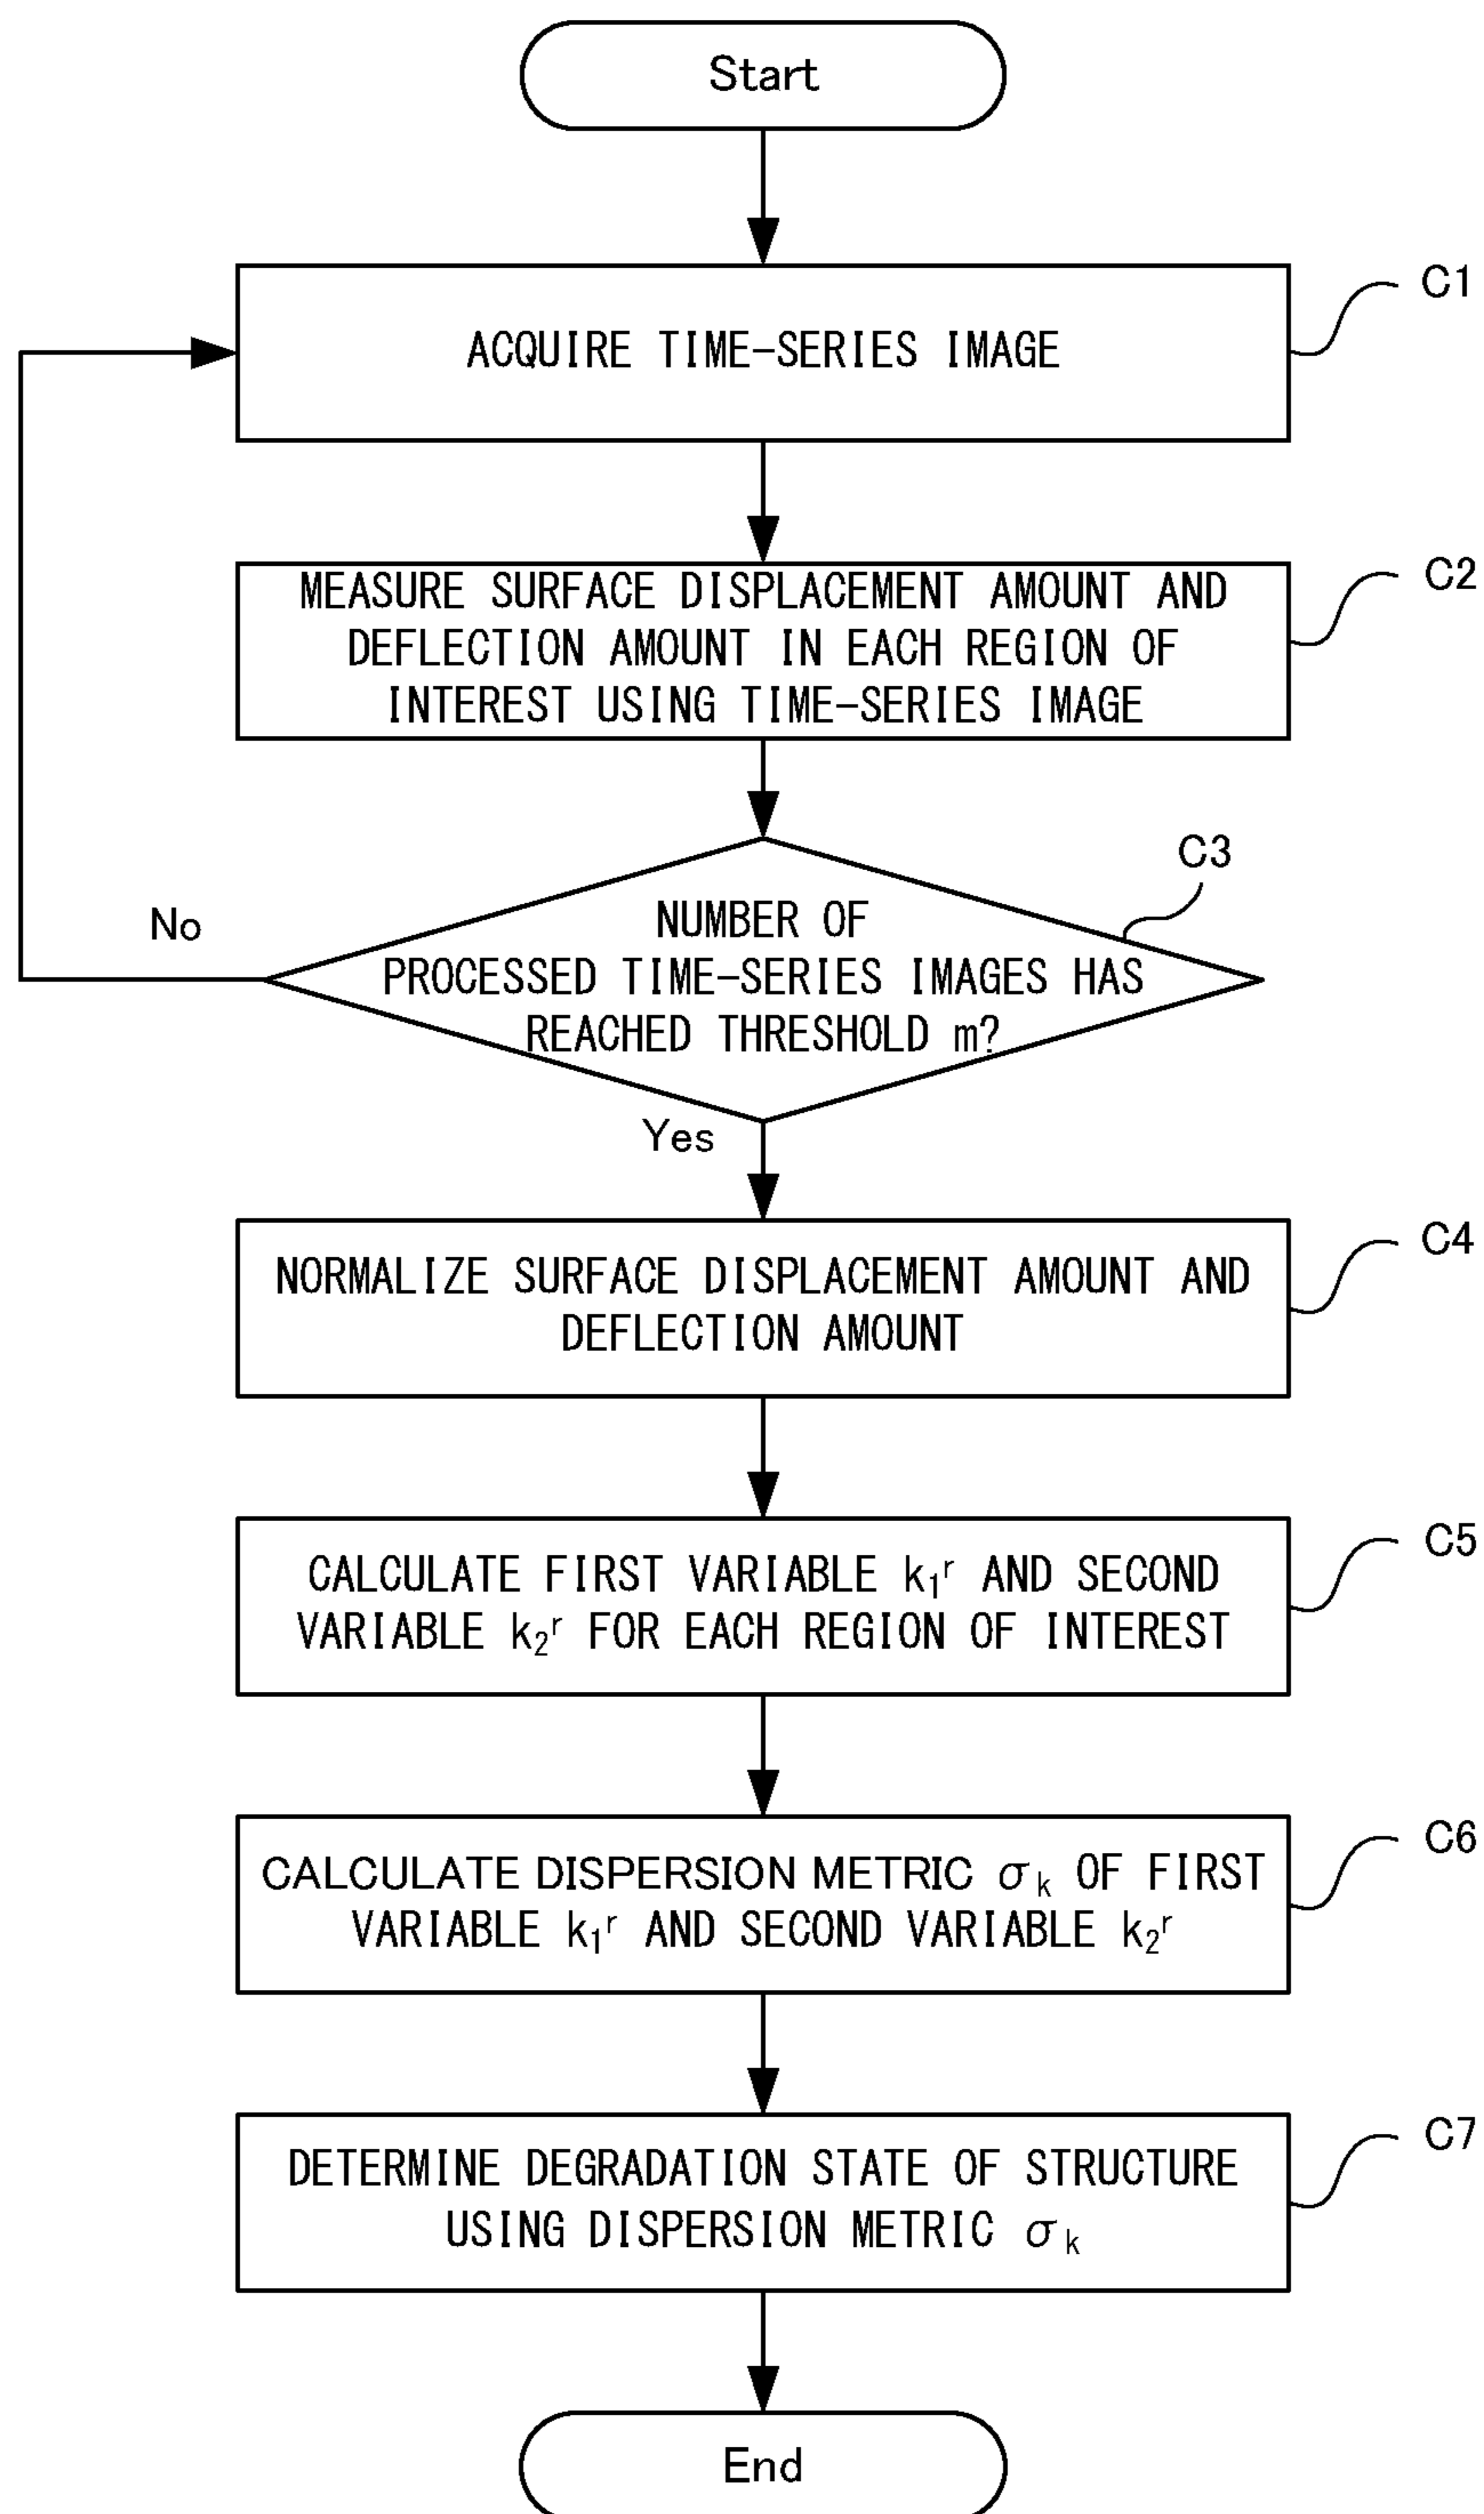 Start
C1
ACQUIRE TIME-SERIES IMAGE
C2
MEASURE SURFACE DISPLACEMENT AMOUNT AND
DEFLECTION AMOUNT IN EACH REGION OF
INTEREST USING TIME-SERIES IMAGE
C3
No
NUMBER OF
PROCESSED TIME-SERIES IMAGES HAS
REACHED THRESHOLD m?
Yes
C4
NORMALIZE SURFACE DISPLACEMENT AMOUNT AND
DEFLECTION AMOUNT
C5
CALCULATE FIRST VARIABLE k₁ʳ AND SECOND
VARIABLE k₂ʳ FOR EACH REGION OF INTEREST
C6
CALCULATE DISPERSION METRIC σₖ OF FIRST
VARIABLE k₁ʳ AND SECOND VARIABLE k₂ʳ
C7
DETERMINE DEGRADATION STATE OF STRUCTURE
USING DISPERSION METRIC σₖ
End